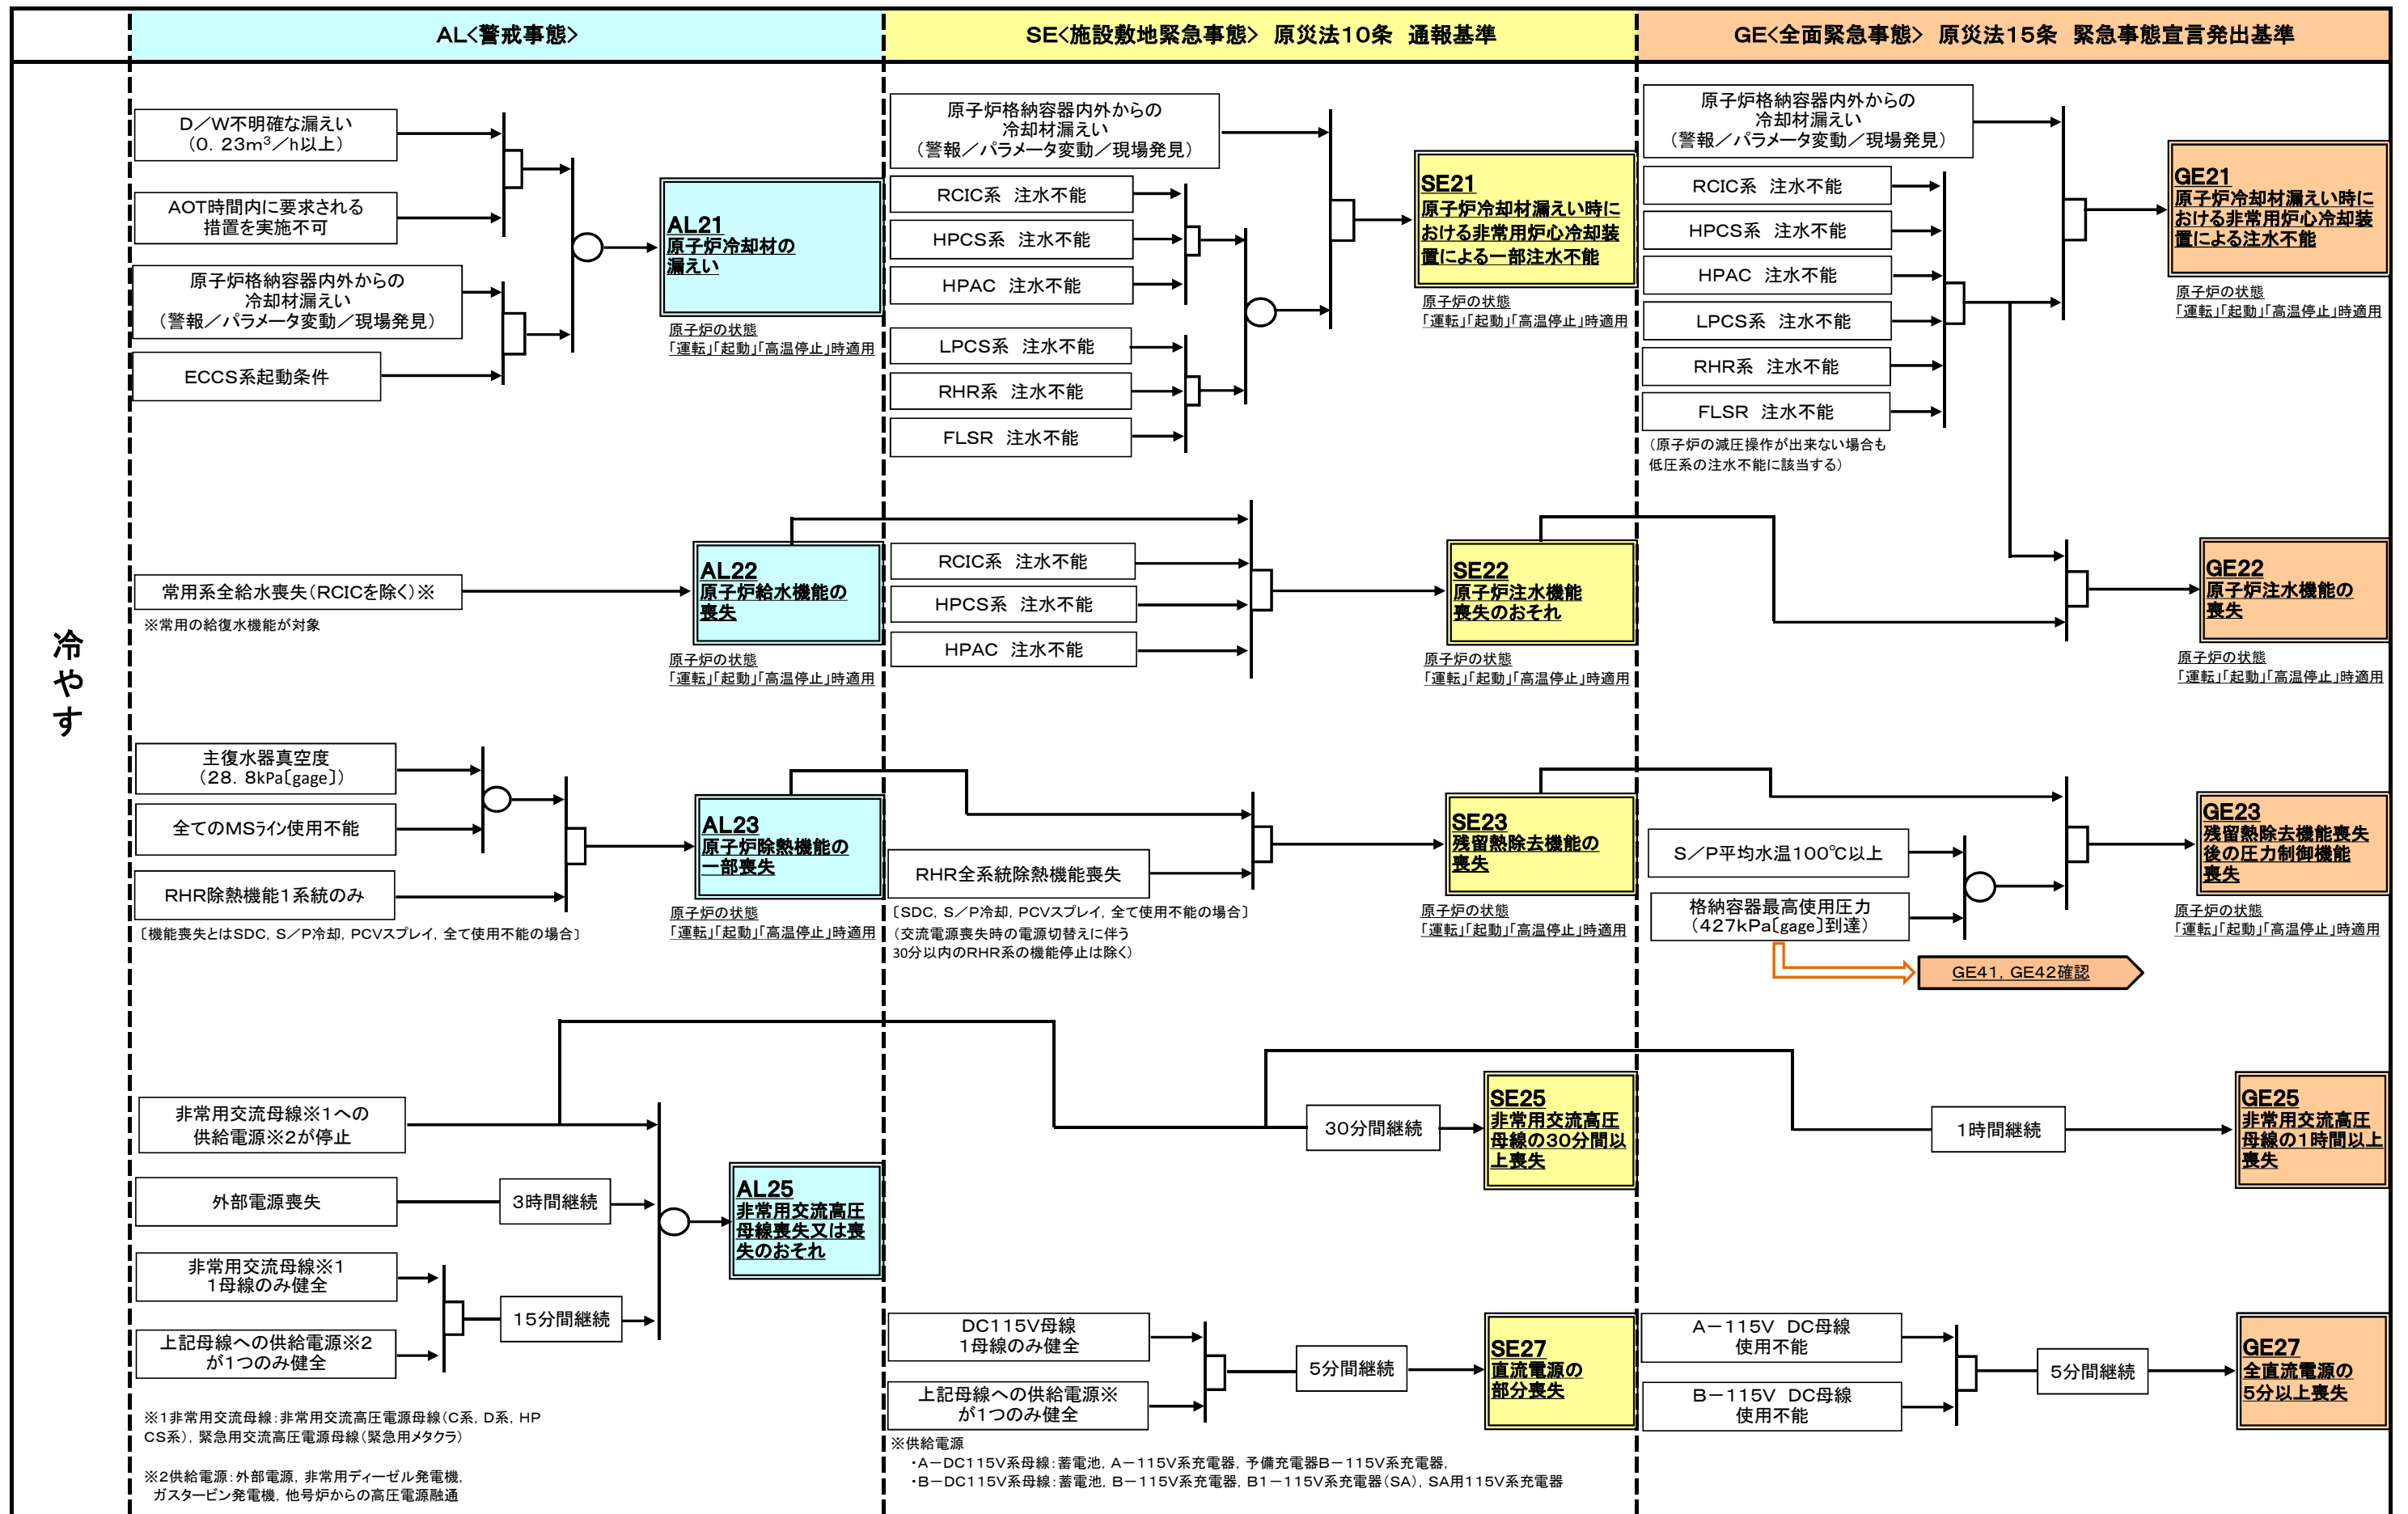 AL<警戒事態>
SE<施設敷地緊急事態> 原災法10条 通報基準
GE<全面緊急事態> 原災法15条 緊急事態宣言発出基準
冷やす
D/W不明確な漏えい
(0.23m³/h以上)
AOT時間内に要求される
措置を実施不可
原子炉格納容器内外からの
冷却材漏えい
(警報/パラメータ変動/現場発見)
ECCS系起動条件
AL21
原子炉冷却材の
漏えい
原子炉の状態
「運転」「起動」「高温停止」時適用
原子炉格納容器内外からの
冷却材漏えい
(警報/パラメータ変動/現場発見)
RCIC系 注水不能
HPCS系 注水不能
HPAC 注水不能
LPCS系 注水不能
RHR系 注水不能
FLSR 注水不能
SE21
原子炉冷却材漏えい時に
おける非常用炉心冷却装
置による一部注水不能
原子炉の状態
「運転」「起動」「高温停止」時適用
原子炉格納容器内外からの
冷却材漏えい
(警報/パラメータ変動/現場発見)
RCIC系 注水不能
HPCS系 注水不能
HPAC 注水不能
LPCS系 注水不能
RHR系 注水不能
FLSR 注水不能
(原子炉の減圧操作が出来ない場合も
低圧系の注水不能に該当する)
GE21
原子炉冷却材漏えい時に
おける非常用炉心冷却装
置による注水不能
原子炉の状態
「運転」「起動」「高温停止」時適用
常用系全給水喪失(RCICを除く)※
※常用の給復水機能が対象
AL22
原子炉給水機能の
喪失
原子炉の状態
「運転」「起動」「高温停止」時適用
RCIC系 注水不能
HPCS系 注水不能
HPAC 注水不能
SE22
原子炉注水機能
喪失のおそれ
原子炉の状態
「運転」「起動」「高温停止」時適用
GE22
原子炉注水機能の
喪失
原子炉の状態
「運転」「起動」「高温停止」時適用
主復水器真空度
(28.8kPa〔gage〕)
全てのMSライン使用不能
RHR除熱機能1系統のみ
〔機能喪失とはSDC,S/P冷却,PCVスプレイ,全て使用不能の場合〕
AL23
原子炉除熱機能の
一部喪失
原子炉の状態
「運転」「起動」「高温停止」時適用
RHR全系統除熱機能喪失
〔SDC,S/P冷却,PCVスプレイ,全て使用不能の場合〕
(交流電源喪失時の電源切替えに伴う
30分以内のRHR系の機能停止は除く)
SE23
残留熱除去機能の
喪失
原子炉の状態
「運転」「起動」「高温停止」時適用
S/P平均水温100℃以上
格納容器最高使用圧力
(427kPa〔gage〕到達)
GE41,GE42確認
GE23
残留熱除去機能喪失
後の圧力制御機能
喪失
原子炉の状態
「運転」「起動」「高温停止」時適用
非常用交流母線※1への
供給電源※2が停止
外部電源喪失
3時間継続
非常用交流母線※1
1母線のみ健全
上記母線への供給電源※2
が1つのみ健全
15分間継続
AL25
非常用交流高圧
母線喪失又は喪
失のおそれ
※1非常用交流母線:非常用交流高圧電源母線(C系,D系,HP
CS系),緊急用交流高圧電源母線(緊急用メタクラ)
※2供給電源:外部電源,非常用ディーゼル発電機,
ガスタービン発電機,他号炉からの高圧電源融通
30分間継続
SE25
非常用交流高圧
母線の30分間以
上喪失
1時間継続
GE25
非常用交流高圧
母線の1時間以上
喪失
DC115V母線
1母線のみ健全
上記母線への供給電源※
が1つのみ健全
5分間継続
SE27
直流電源の
部分喪失
※供給電源
・A-DC115V系母線:蓄電池,A-115V系充電器,予備充電器B-115V系充電器,
・B-DC115V系母線:蓄電池,B-115V系充電器,B1-115V系充電器(SA),SA用115V系充電器
A-115V DC母線
使用不能
B-115V DC母線
使用不能
5分間継続
GE27
全直流電源の
5分以上喪失